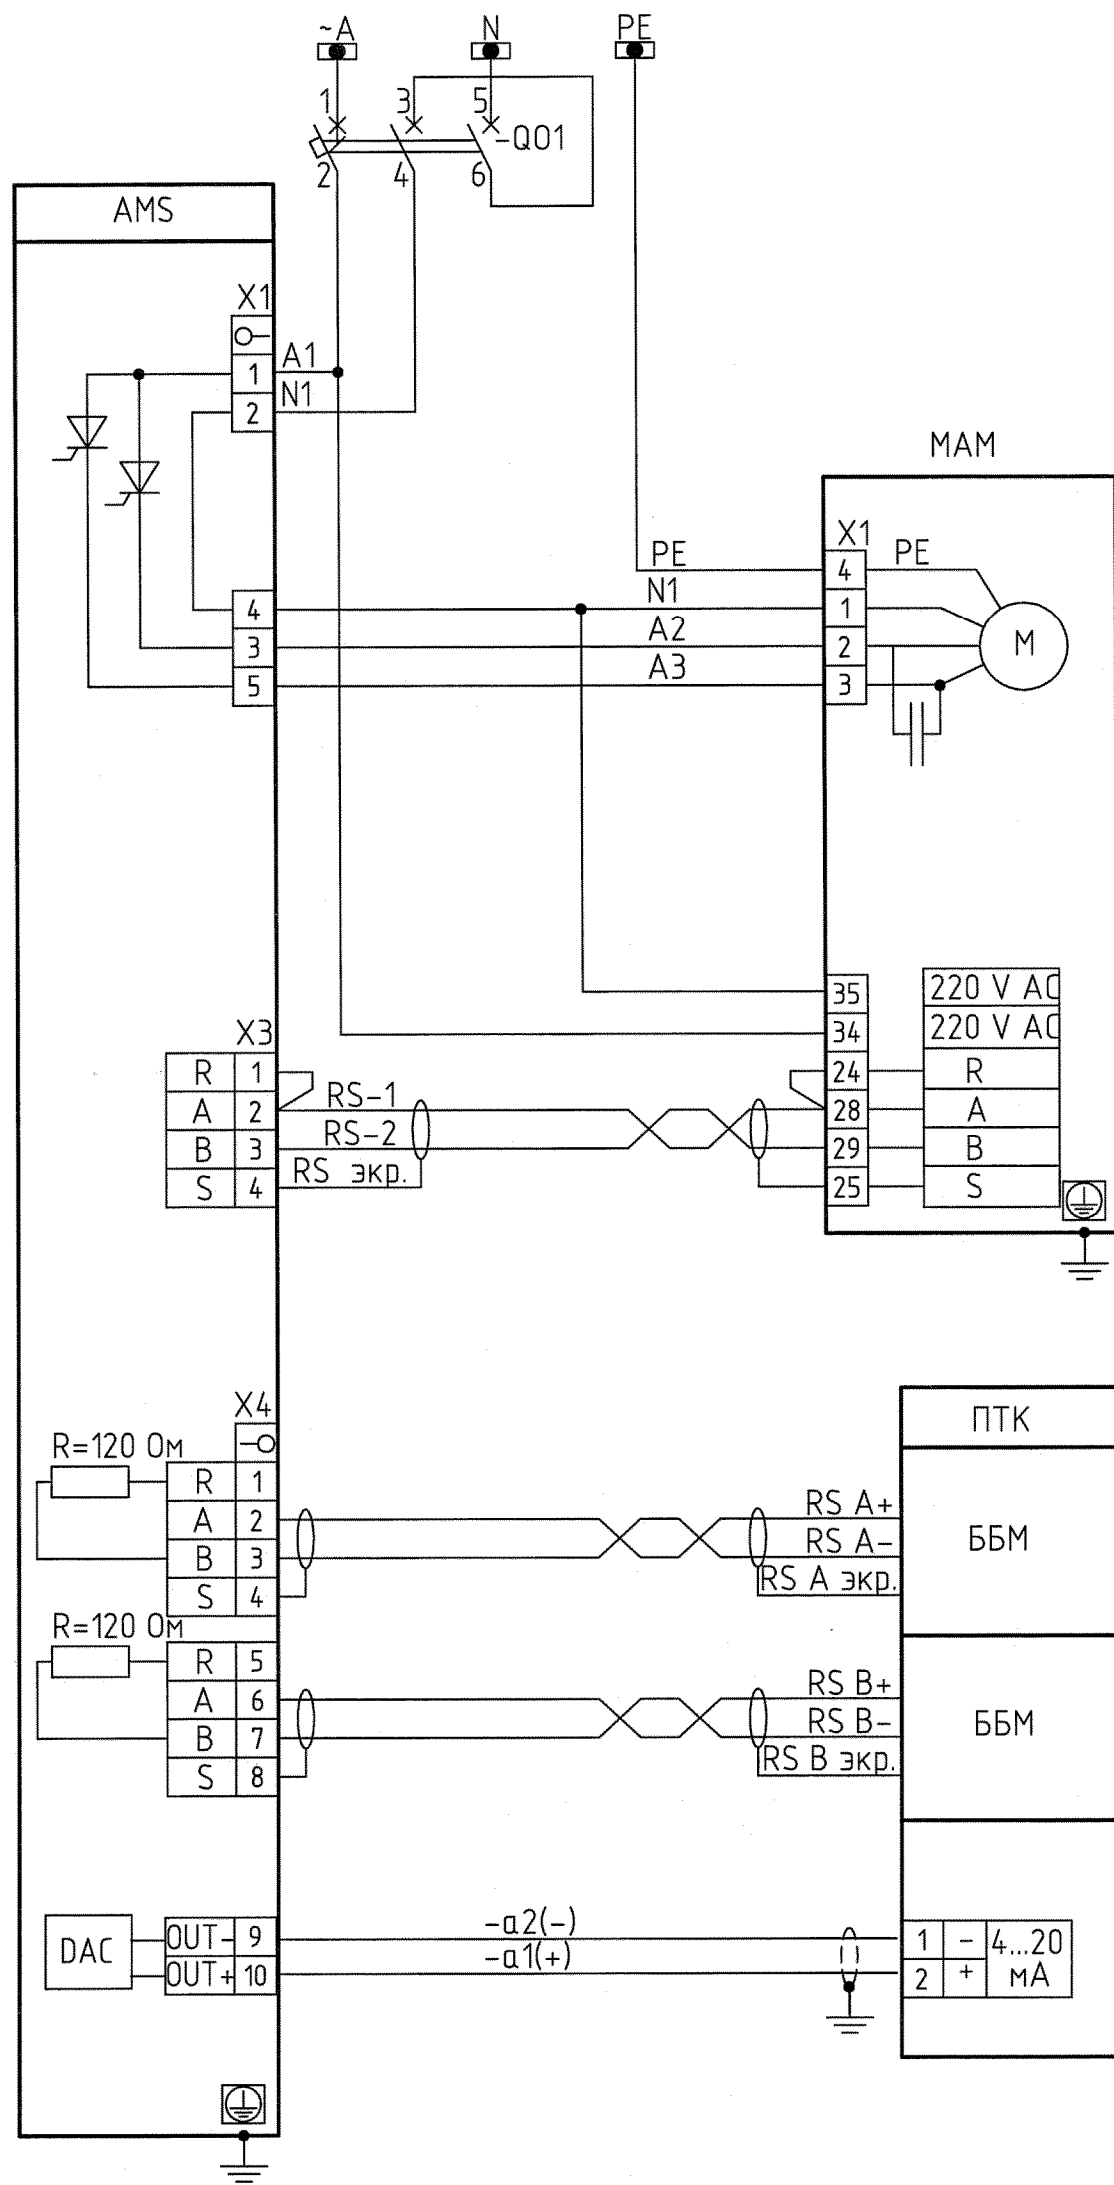 ~A N PE
1 3 5
-Q01
2 4 6
AMS
X1
1 A1
2 N1
MAM
X1
PE 4 PE
4 N1 1
3 A2 2 M
5 A3 3
35 220 V AC
34 220 V AC
X3
R 1 24 R
A 2 RS-1 28 A
B 3 RS-2 29 B
S 4 RS экр. 25 S
X4
ПТК
R=120 Ом
R 1
A 2 RS A+
B 3 RS A-
ББМ
S 4 RS A экр.
R=120 Ом
R 5
A 6 RS B+
B 7 RS B-
ББМ
S 8 RS B экр.
DAC
OUT- 9 -a2(-) 1 - 4...20
OUT+ 10 -a1(+) 2 + мА